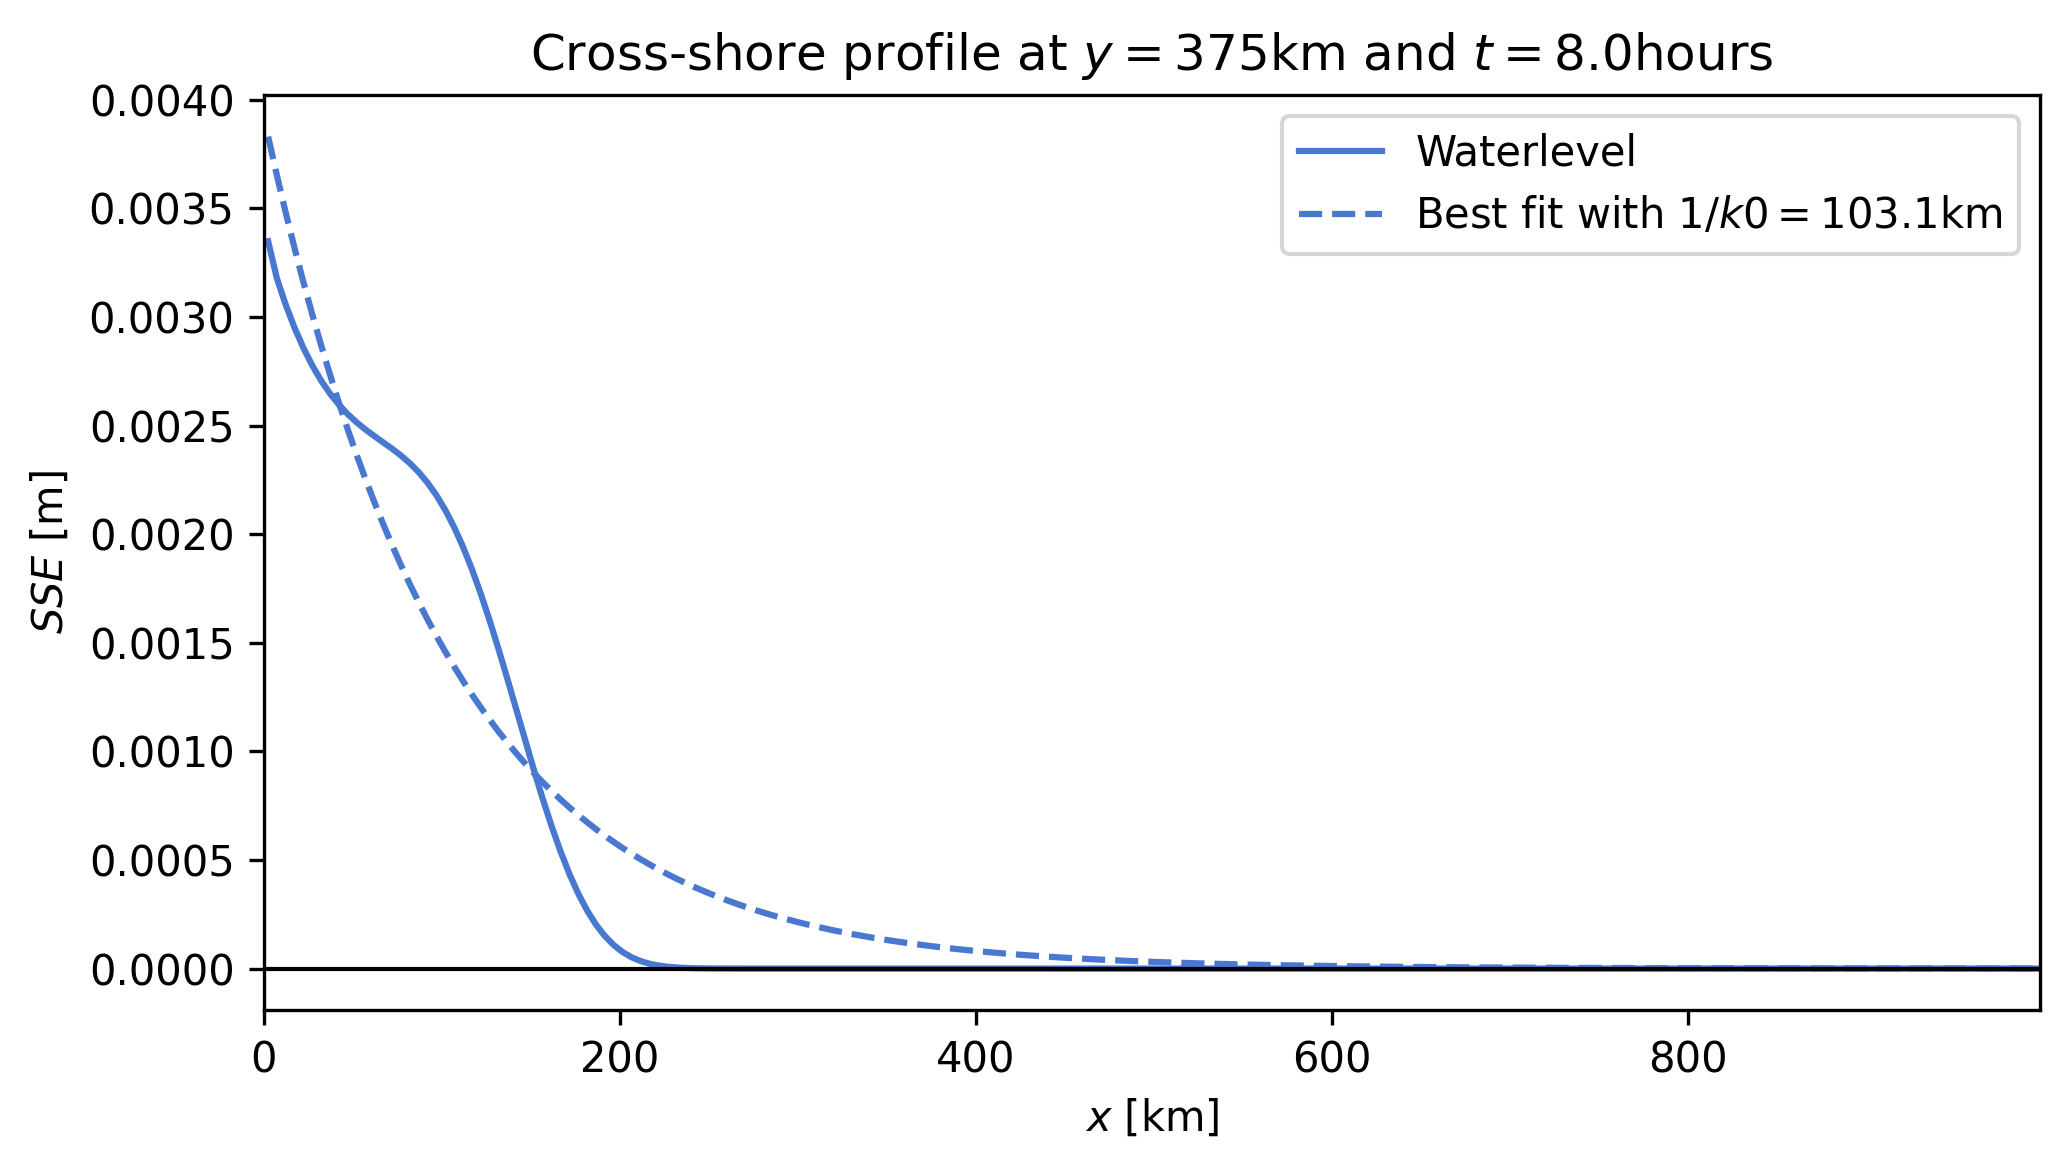 Cross-shore profile at y = 375km and t = 8.0hours
Waterlevel
Best fit with 1/k0 = 103.1km
SSE [m]
0.0040
0.0035
0.0030
0.0025
0.0020
0.0015
0.0010
0.0005
0.0000
0 200 400 600 800
x [km]